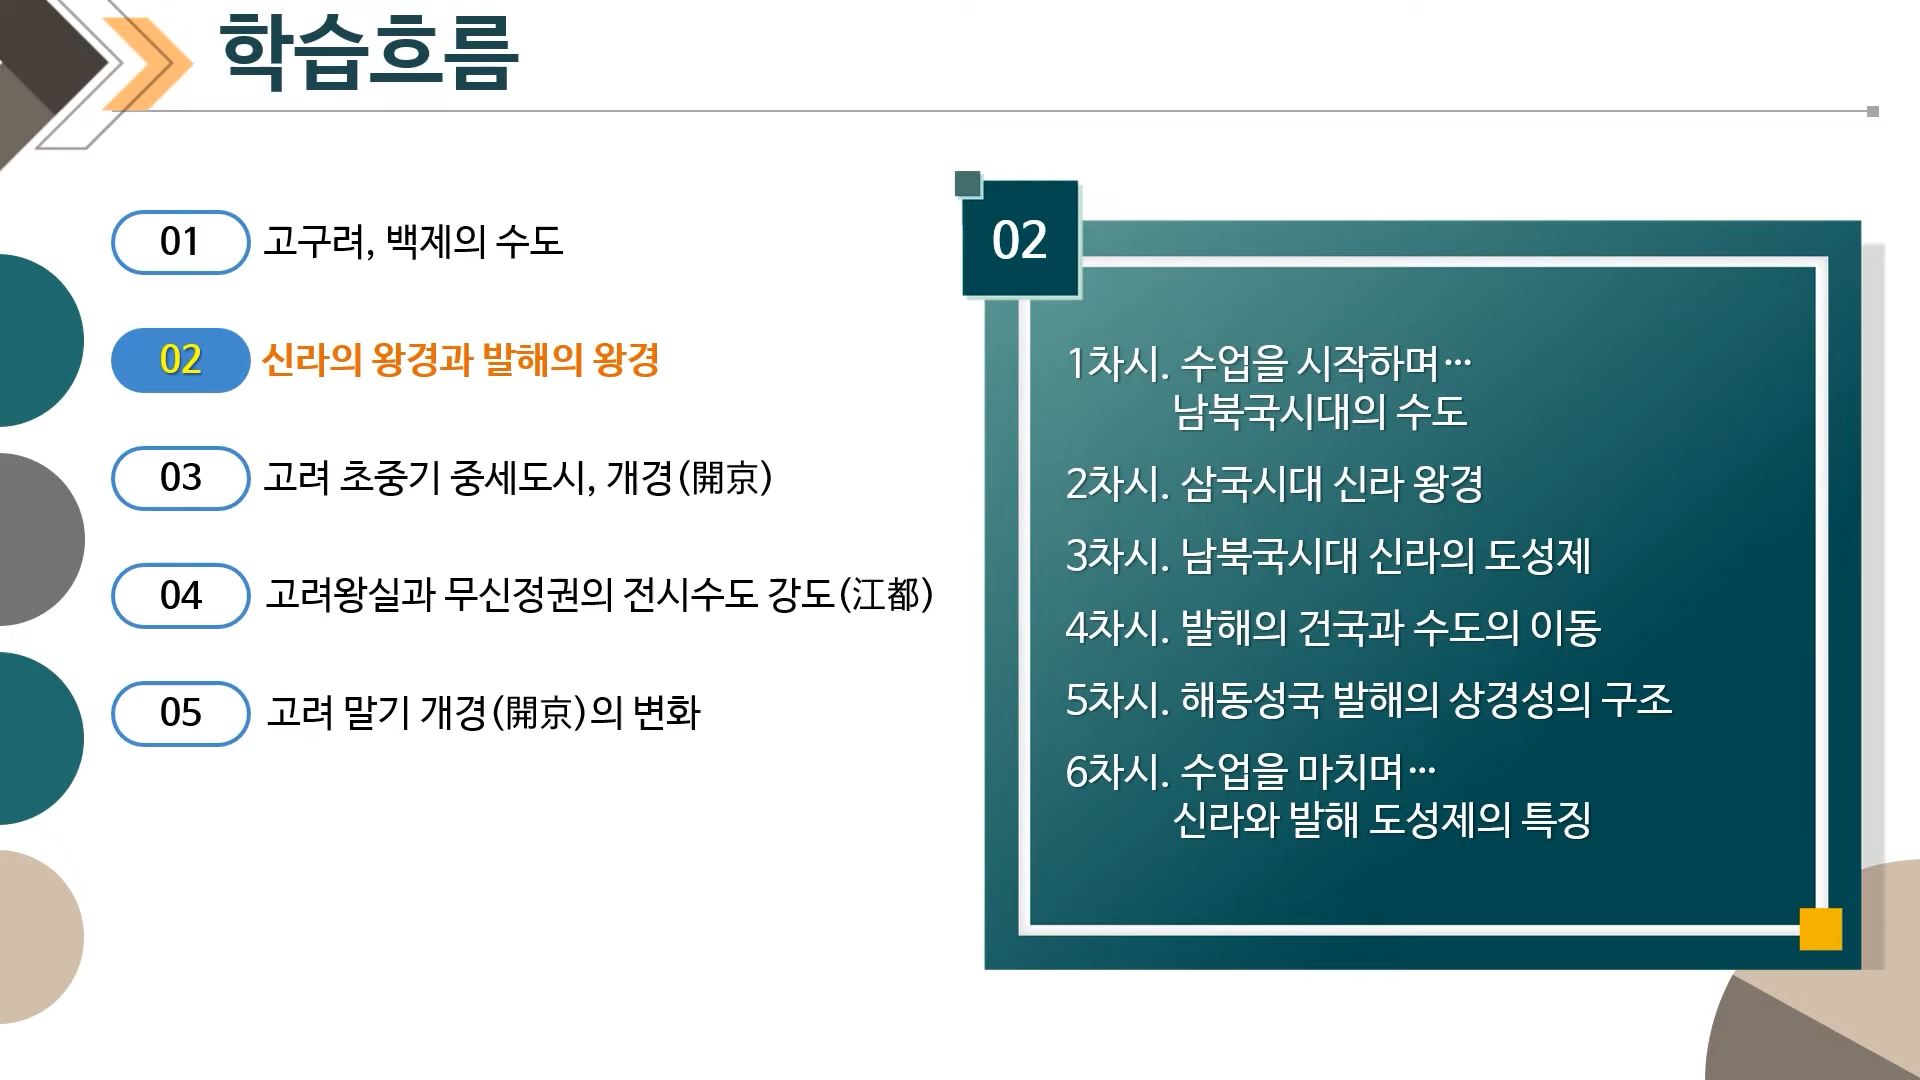 학습흐름
01 고구려, 백제의 수도
02 신라의 왕경과 발해의 왕경
03 고려 초중기 중세도시, 개경(開京)
04 고려왕실과 무신정권의 전시수도 강도(江都)
05 고려 말기 개경(開京)의 변화
02
1차시. 수업을 시작하며…
남북국시대의 수도
2차시. 삼국시대 신라 왕경
3차시. 남북국시대 신라의 도성제
4차시. 발해의 건국과 수도의 이동
5차시. 해동성국 발해의 상경성의 구조
6차시. 수업을 마치며…
신라와 발해 도성제의 특징